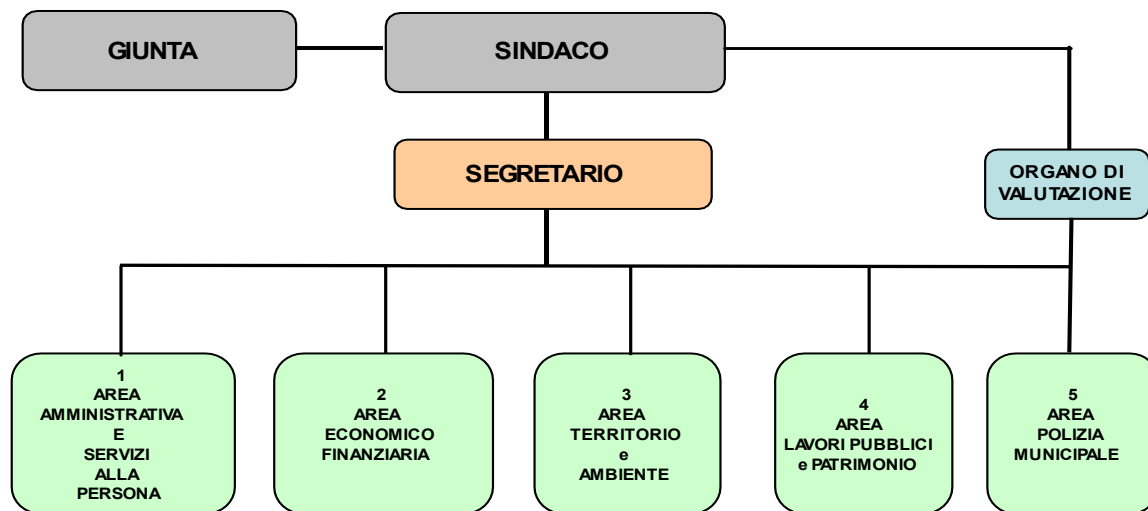 GIUNTA
SINDACO
SEGRETARIO
ORGANO DI
VALUTAZIONE
1
AREA
AMMINISTRATIVA
E
SERVIZI
ALLA
PERSONA
2
AREA
ECONOMICO
FINANZIARIA
3
AREA
TERRITORIO
e
AMBIENTE
4
AREA
LAVORI PUBBLICI
e PATRIMONIO
5
AREA
POLIZIA
MUNICIPALE